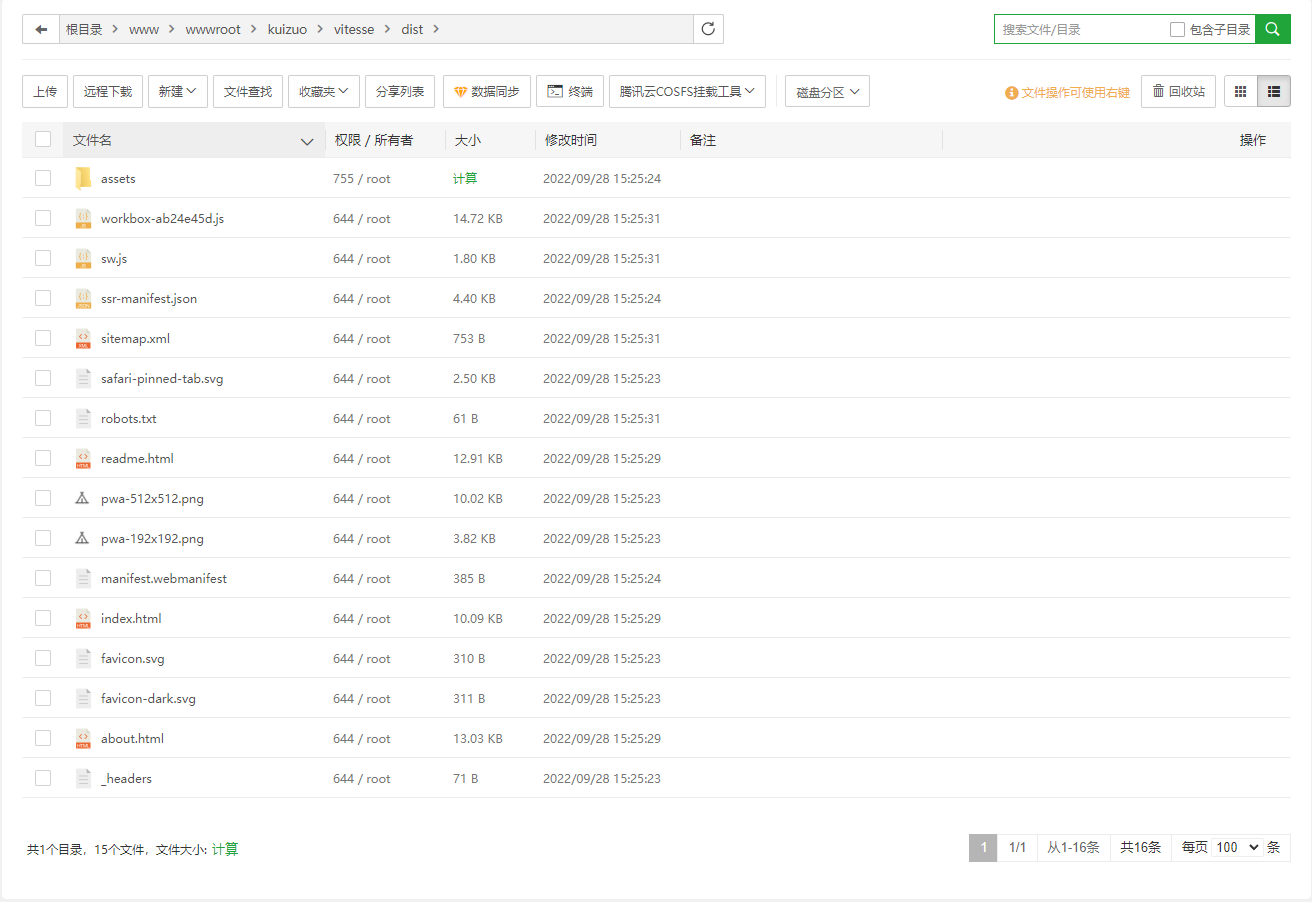 根目录 > www > wwwroot > kuizuo > vitesse > dist > 搜索文件/目录 包含子目录
上传 远程下载 新建 文件查找 收藏夹 分享列表 数据同步 终端 腾讯云COSFS挂载工具 磁盘分区 文件操作可使用右键 回收站
文件名 权限 / 所有者 大小 修改时间 备注 操作
assets 755 / root 计算 2022/09/28 15:25:24
workbox-ab24e45d.js 644 / root 14.72 KB 2022/09/28 15:25:31
sw.js 644 / root 1.80 KB 2022/09/28 15:25:31
ssr-manifest.json 644 / root 4.40 KB 2022/09/28 15:25:24
sitemap.xml 644 / root 753 B 2022/09/28 15:25:31
safari-pinned-tab.svg 644 / root 2.50 KB 2022/09/28 15:25:23
robots.txt 644 / root 61 B 2022/09/28 15:25:31
readme.html 644 / root 12.91 KB 2022/09/28 15:25:29
pwa-512x512.png 644 / root 10.02 KB 2022/09/28 15:25:23
pwa-192x192.png 644 / root 3.82 KB 2022/09/28 15:25:23
manifest.webmanifest 644 / root 385 B 2022/09/28 15:25:24
index.html 644 / root 10.09 KB 2022/09/28 15:25:29
favicon.svg 644 / root 310 B 2022/09/28 15:25:23
favicon-dark.svg 644 / root 311 B 2022/09/28 15:25:23
about.html 644 / root 13.03 KB 2022/09/28 15:25:29
_headers 644 / root 71 B 2022/09/28 15:25:23
共1个目录，15个文件，文件大小: 计算 1 1/1 从1-16条 共16条 每页 100 条